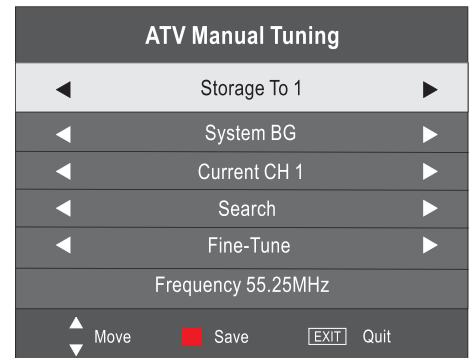 ATV Manual Tuning
Storage To 1
System BG
Current CH 1
Search
Fine-Tune
Frequency 55.25MHz
Move Save EXIT Quit